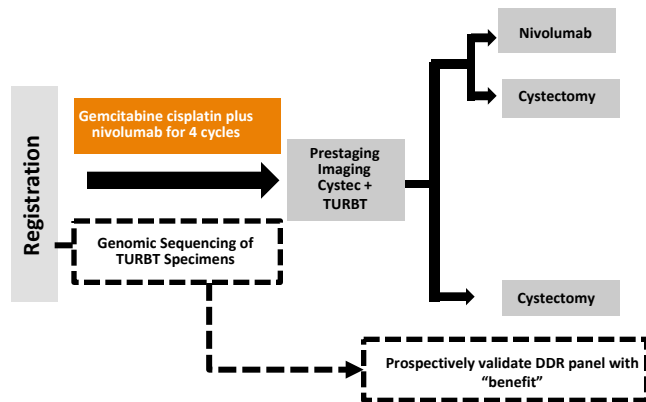 Registration
Gemcitabine cisplatin plus
nivolumab for 4 cycles
Genomic Sequencing of
TURBT Specimens
Prestaging
Imaging
Cystec +
TURBT
Nivolumab
Cystectomy
Cystectomy
Prospectively validate DDR panel with
“benefit”